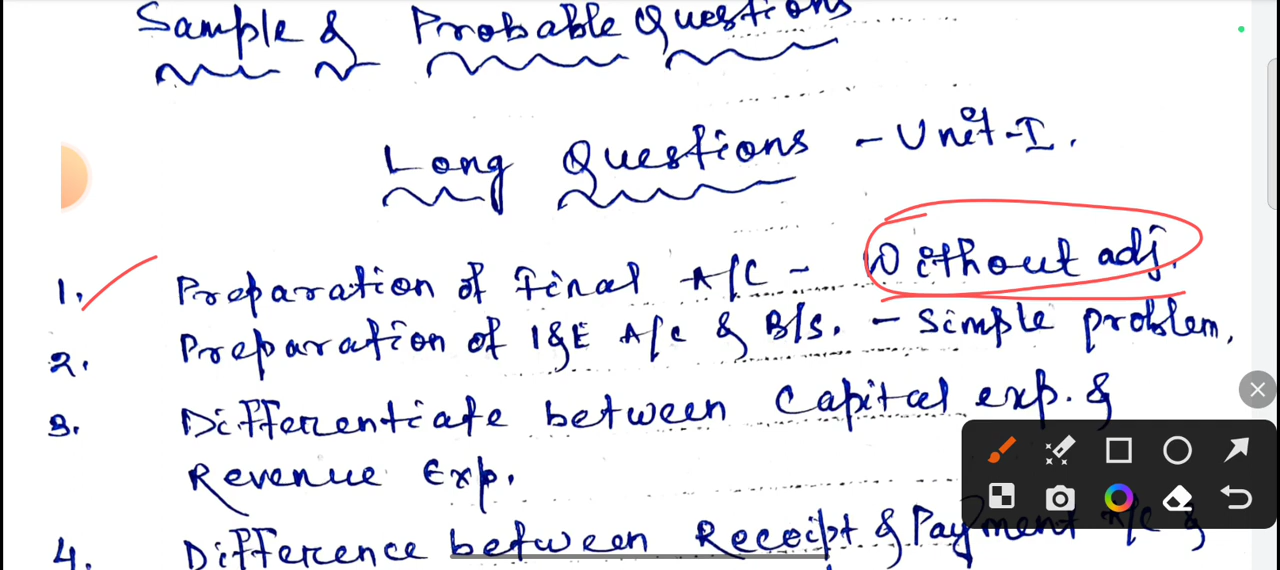 Sample & Probable Questions
Long Questions - Unit-I.
1. Preparation of Final A/C - Without adj.
2. Preparation of I&E A/c & B/s. - Simple problem.
3. Differentiate between Capital exp. &
Revenue Exp.
4. Difference between Receipt & Payment A/c &